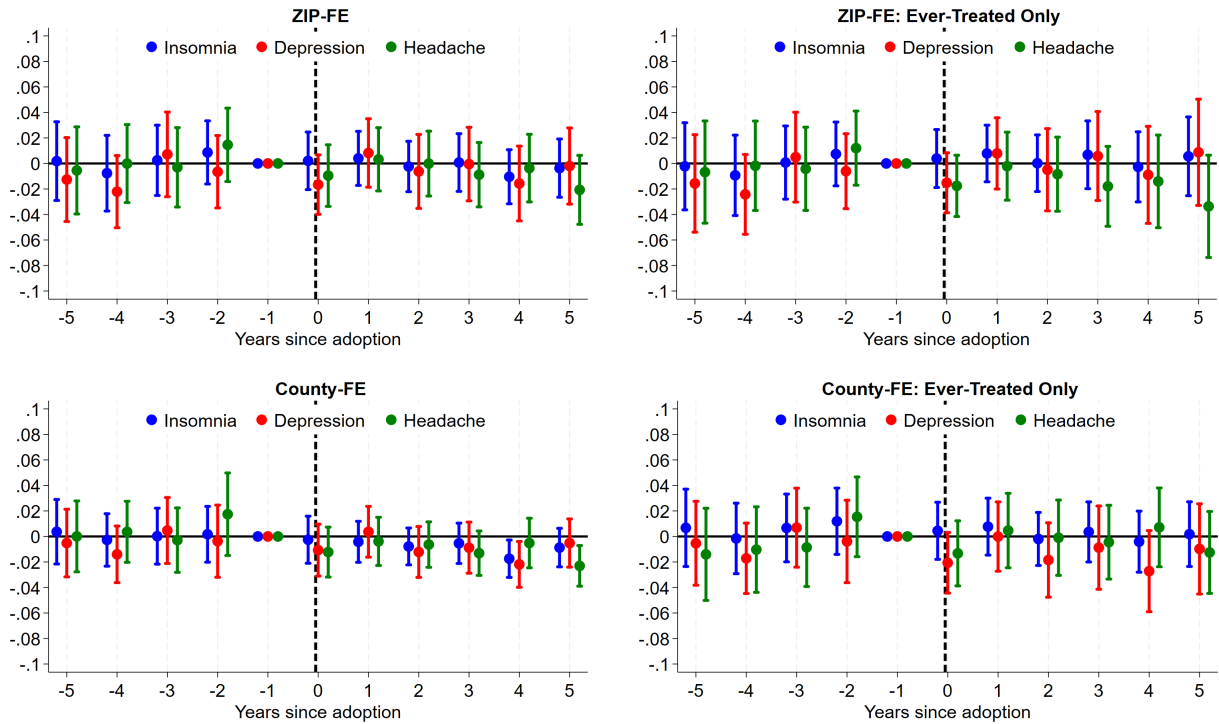 ZIP-FE
Insomnia Depression Headache
.1
.08
.06
.04
.02
0
-.02
-.04
-.06
-.08
-.1
-5 -4 -3 -2 -1 0 1 2 3 4 5
Years since adoption
ZIP-FE: Ever-Treated Only
Insomnia Depression Headache
.1
.08
.06
.04
.02
0
-.02
-.04
-.06
-.08
-.1
-5 -4 -3 -2 -1 0 1 2 3 4 5
Years since adoption
County-FE
Insomnia Depression Headache
.1
.08
.06
.04
.02
0
-.02
-.04
-.06
-.08
-.1
-5 -4 -3 -2 -1 0 1 2 3 4 5
Years since adoption
County-FE: Ever-Treated Only
Insomnia Depression Headache
.1
.08
.06
.04
.02
0
-.02
-.04
-.06
-.08
-.1
-5 -4 -3 -2 -1 0 1 2 3 4 5
Years since adoption